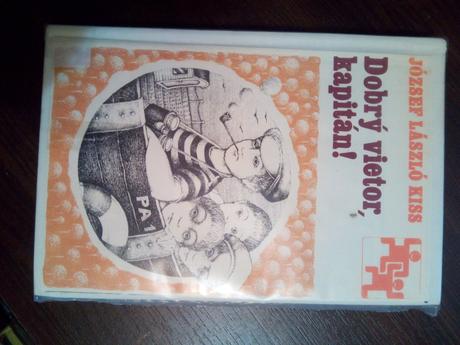 JÓZSEF LÁSZLÓ KISS
Dobrý vietor,
kapitán!
PA 1